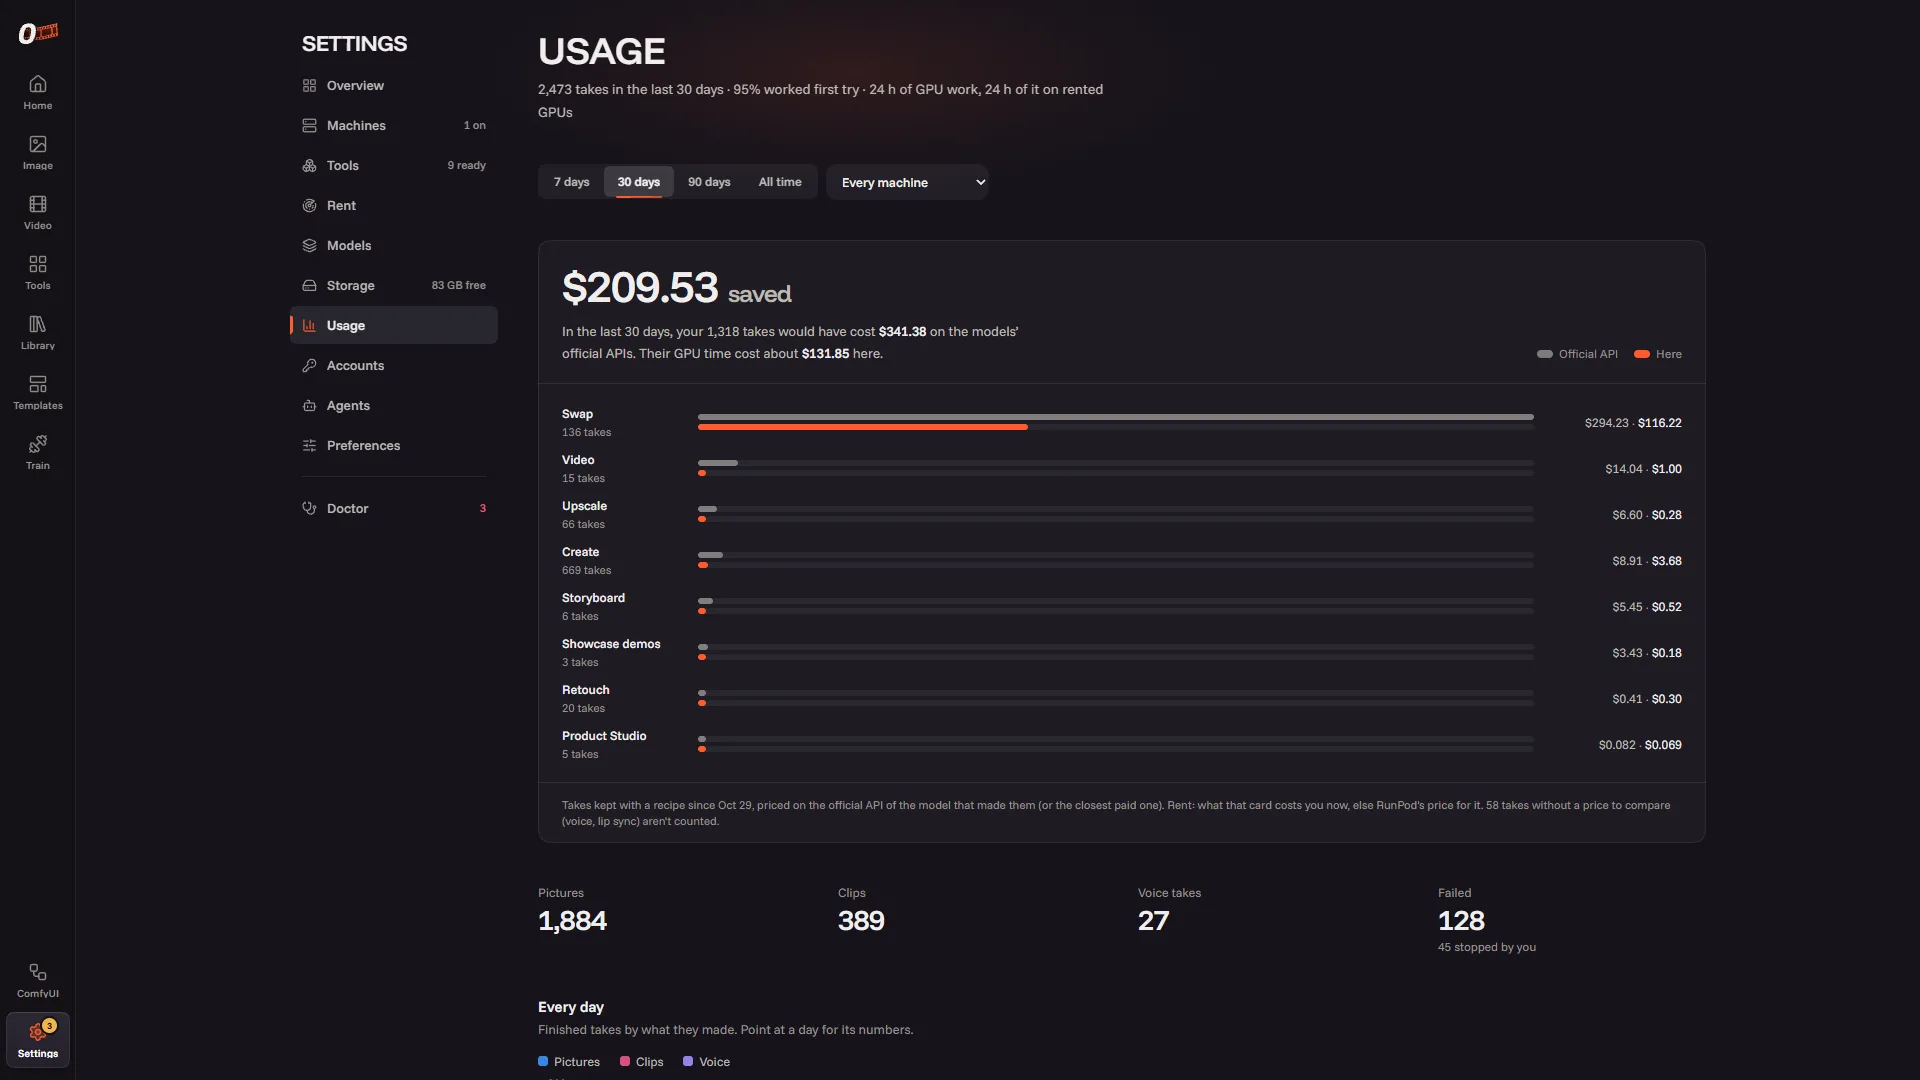 Home
Image
Video
Tools
Library
Templates
Train
ComfyUI
3
Settings
SETTINGS
Overview
Machines 1 on
Tools 9 ready
Rent
Models
Storage 83 GB free
Usage
Accounts
Agents
Preferences
Doctor 3
USAGE
2,473 takes in the last 30 days · 95% worked first try · 24 h of GPU work, 24 h of it on rented
GPUs
7 days 30 days 90 days All time Every machine
$209.53 saved
In the last 30 days, your 1,318 takes would have cost $341.38 on the models'
official APIs. Their GPU time cost about $131.85 here.
Official API Here
Swap
136 takes
$294.23 · $116.22
Video
15 takes
$14.04 · $1.00
Upscale
66 takes
$6.60 · $0.28
Create
669 takes
$8.91 · $3.68
Storyboard
6 takes
$5.45 · $0.52
Showcase demos
3 takes
$3.43 · $0.18
Retouch
20 takes
$0.41 · $0.30
Product Studio
5 takes
$0.082 · $0.069
Takes kept with a recipe since Oct 29, priced on the official API of the model that made them (or the closest paid one). Rent: what that card costs you now, else RunPod's price for it. 58 takes without a price to compare
(voice, lip sync) aren't counted.
Pictures
1,884
Clips
389
Voice takes
27
Failed
128
45 stopped by you
Every day
Finished takes by what they made. Point at a day for its numbers.
Pictures Clips Voice